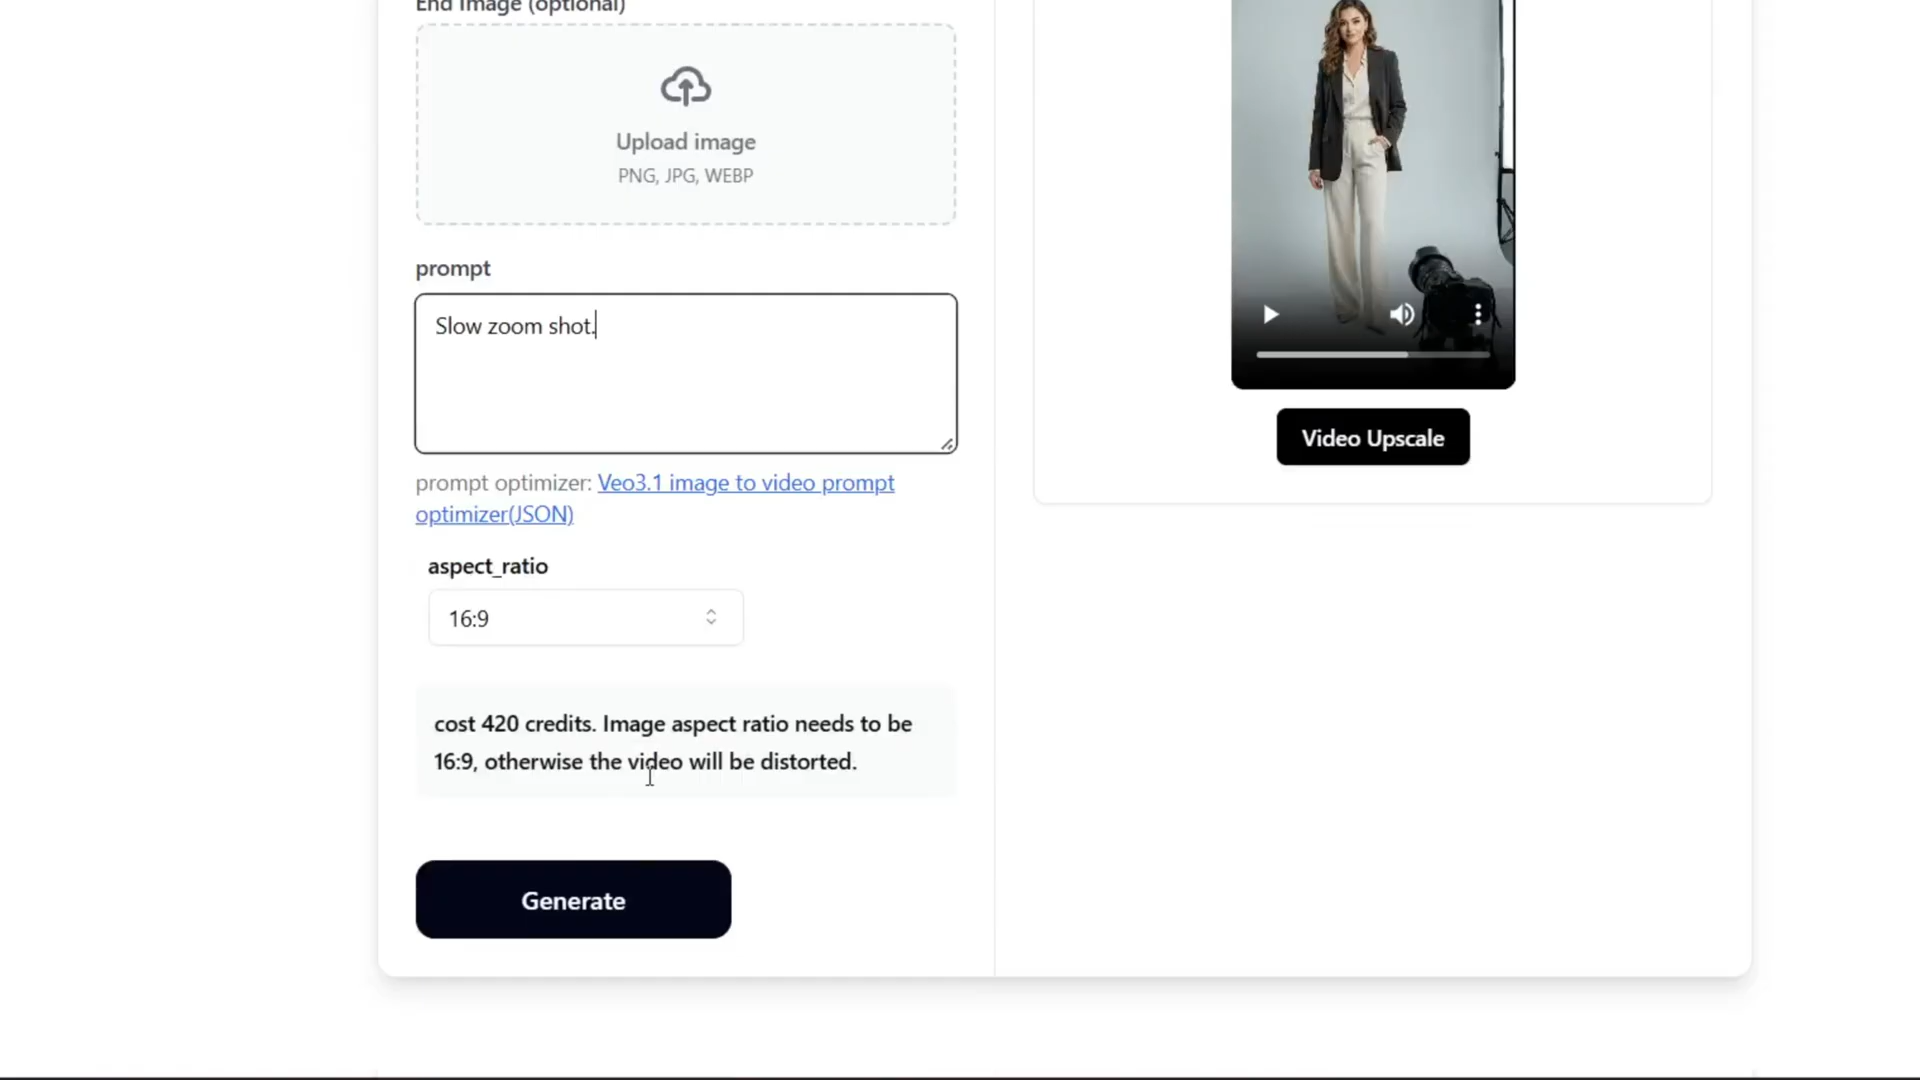 End Image (optional)
Upload image
PNG, JPG, WEBP
prompt
Slow zoom shot.
prompt optimizer: Veo3.1 image to video prompt
optimizer(JSON)
aspect_ratio
16:9
cost 420 credits. Image aspect ratio needs to be
16:9, otherwise the video will be distorted.
Generate
Video Upscale